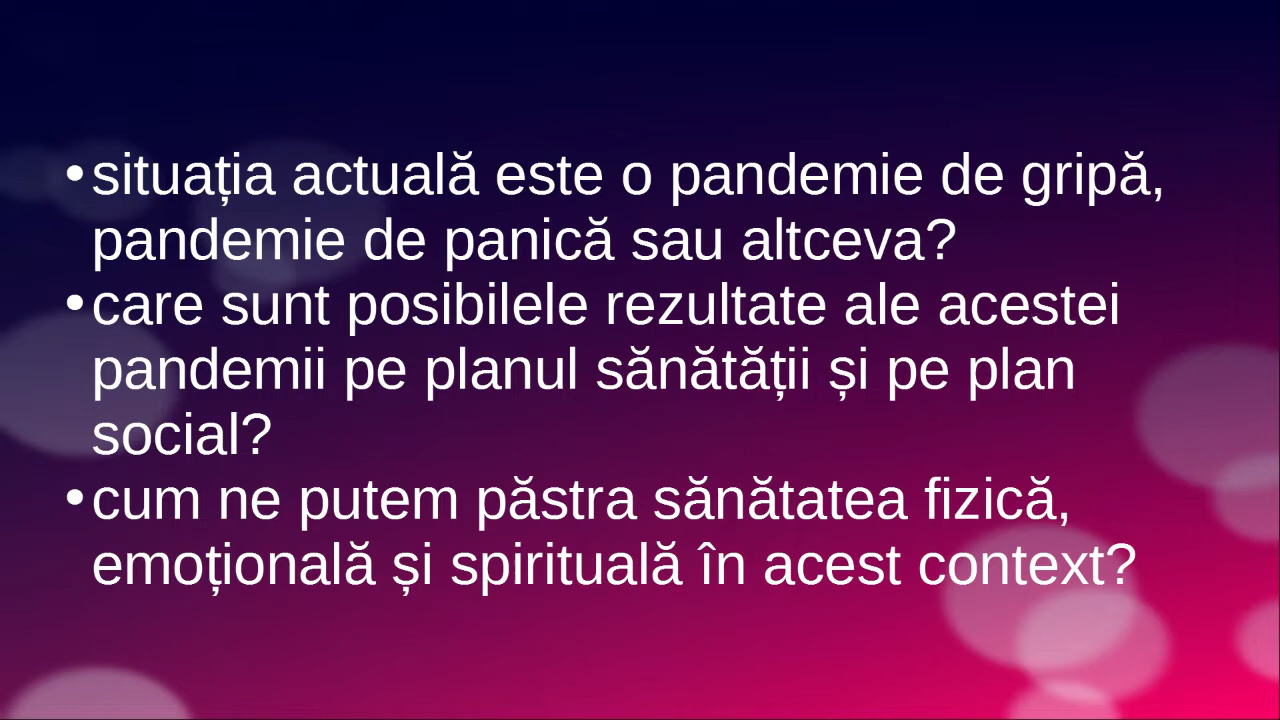 •situația actuală este o pandemie de gripă,
pandemie de panică sau altceva?
•care sunt posibilele rezultate ale acestei
pandemii pe planul sănătății și pe plan
social?
•cum ne putem păstra sănătatea fizică,
emoțională și spirituală în acest context?